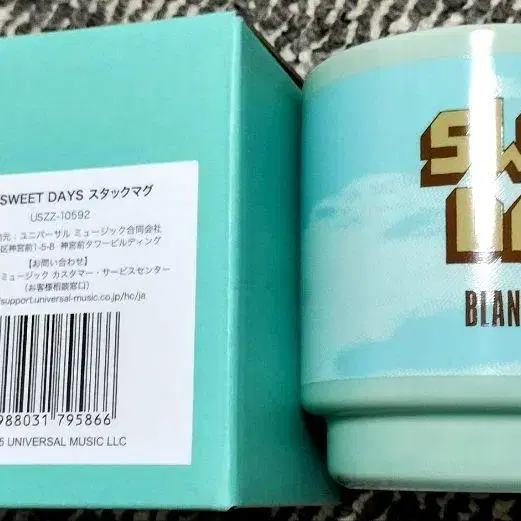 SWEET DAYS スタックマグ
USZZ-10592
元：ユニバーサル ミュージック合同会社
区神宮前1-5-8 神宮前タワービルディング
【お問い合わせ】
ミュージック カスタマー・サービスセンター
（お客様相談窓口）
support.universal-music.co.jp/hc/ja
988031 795866
5 UNIVERSAL MUSIC LLC
SW
BLAN